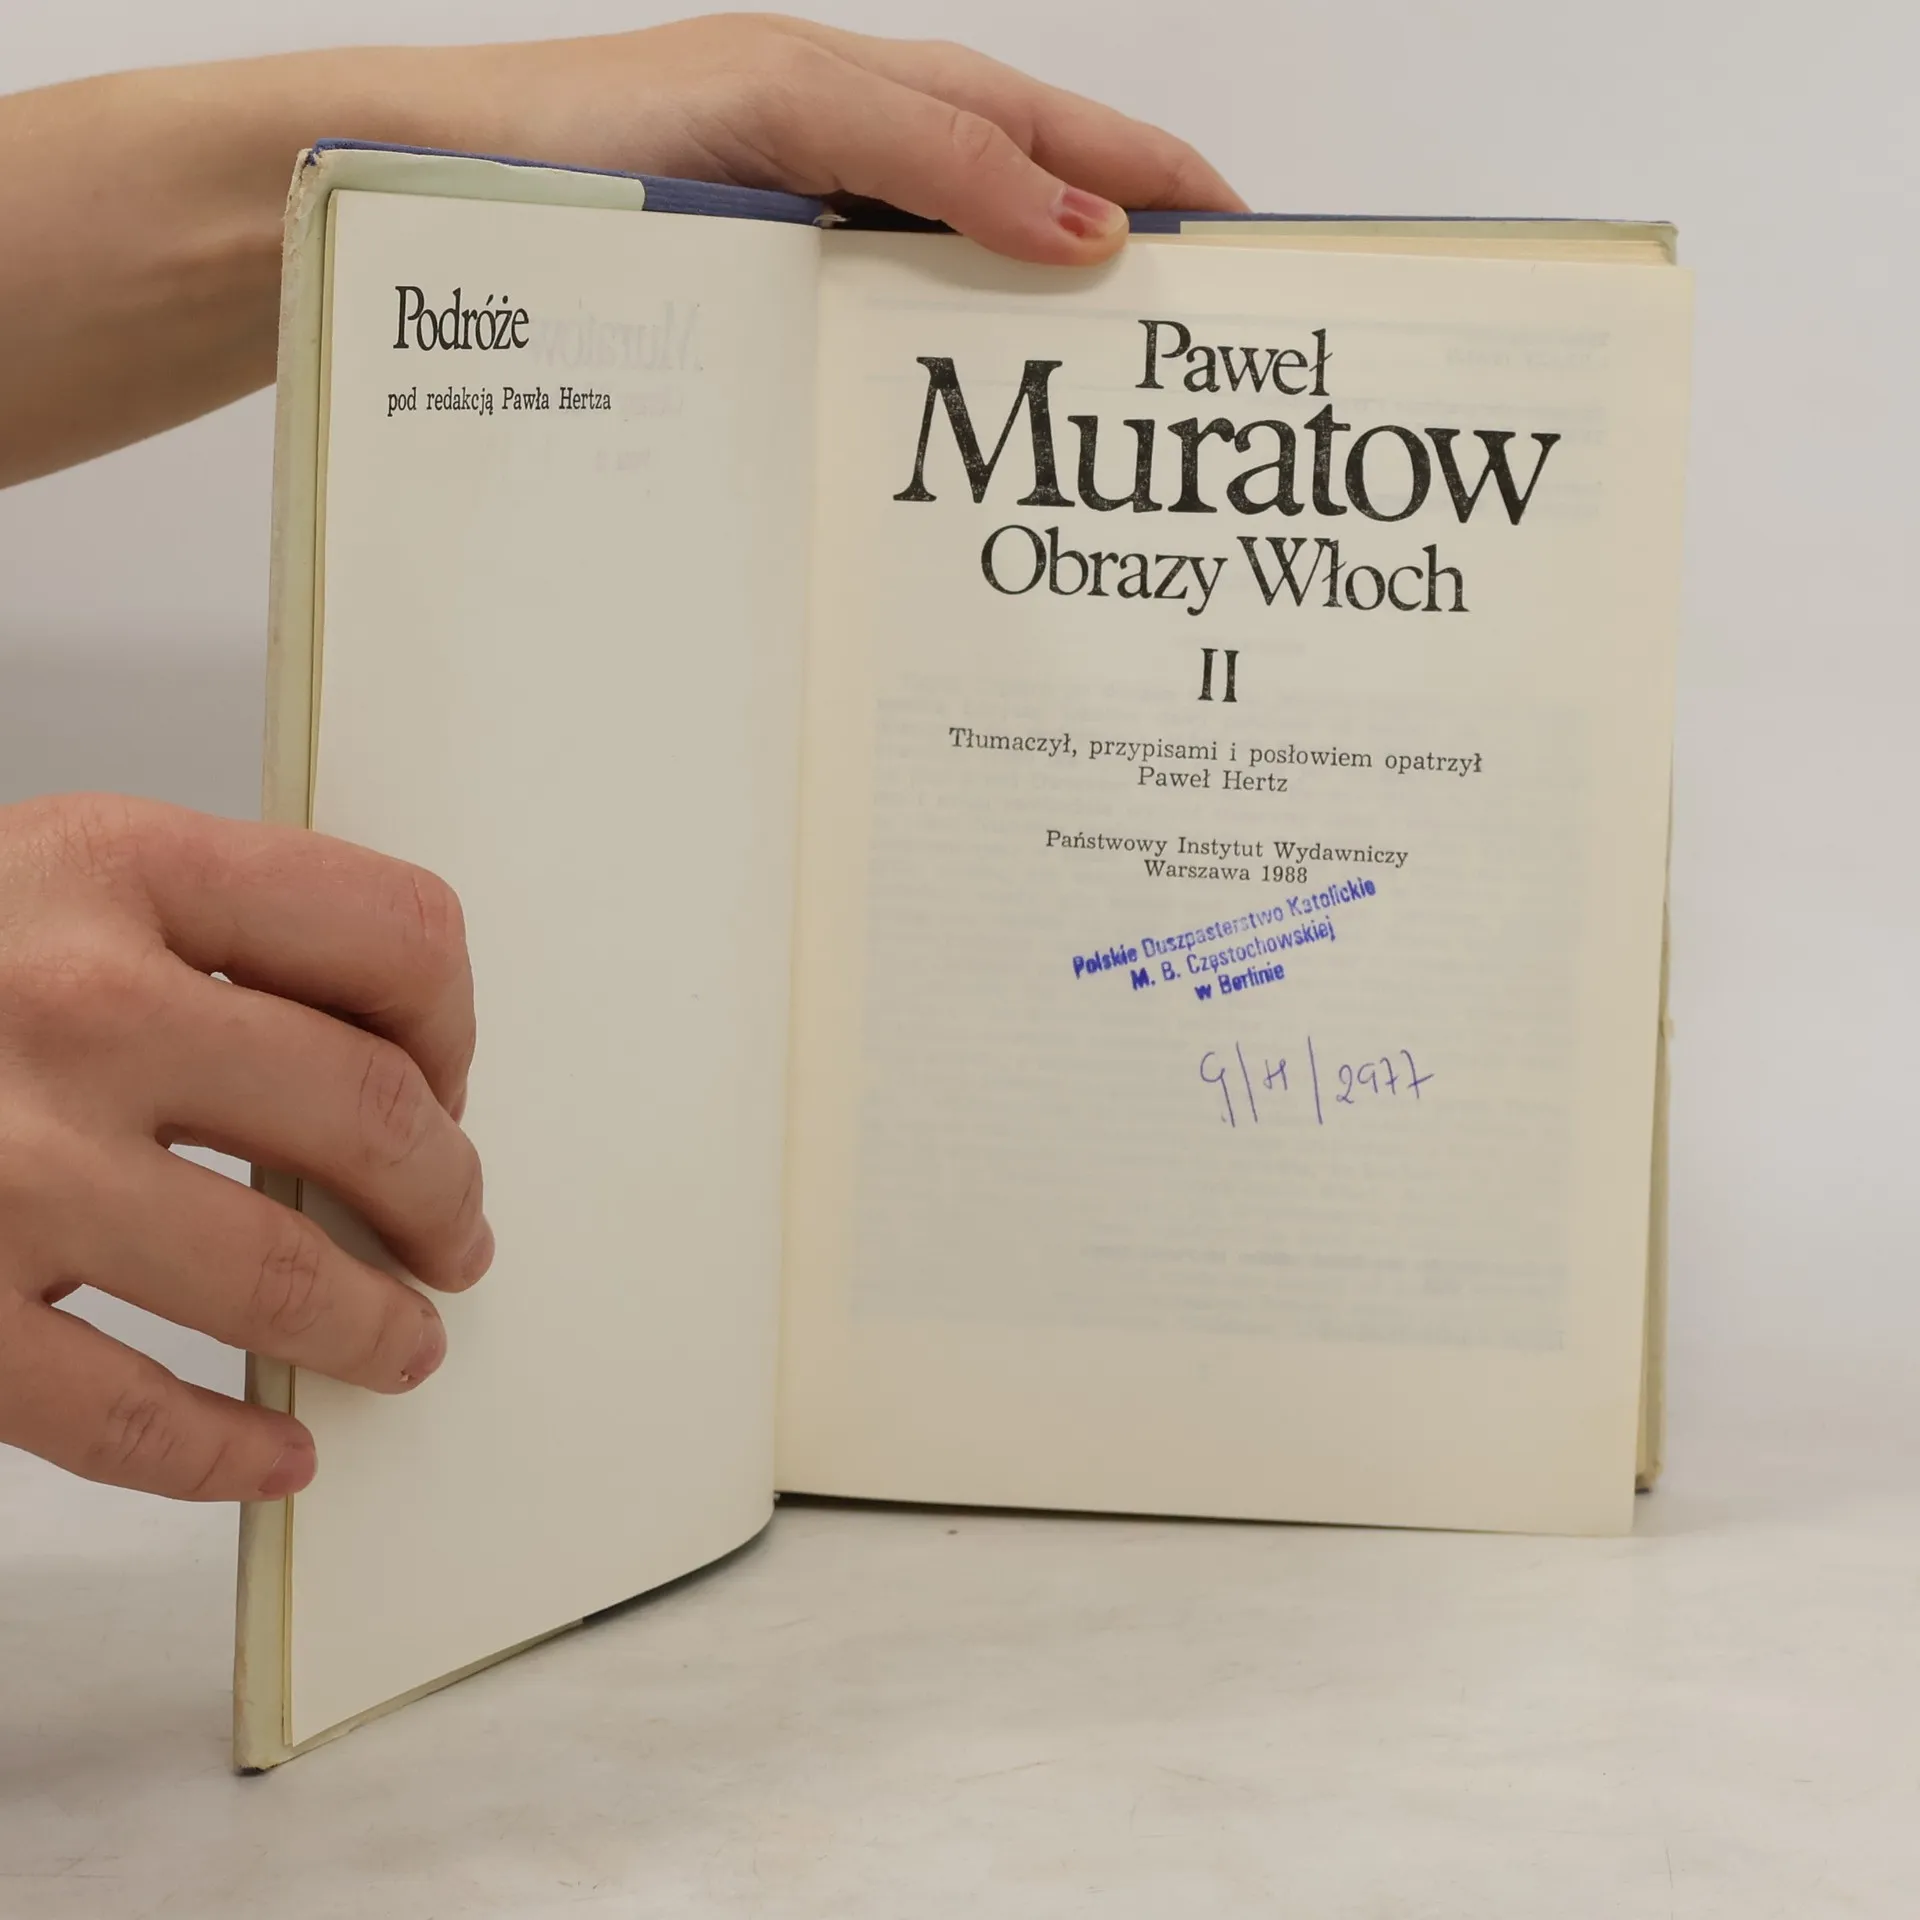 Podróże
pod redakcją Pawła Hertza
Paweł
Muratow
Obrazy Włoch
II
Tłumaczył, przypisami i posłowiem opatrzył
Paweł Hertz
Państwowy Instytut Wydawniczy
Warszawa 1988
Polskie Duszpasterstwo Katolickie
M. B. Częstochowskiej
w Berlinie
G/H/2977